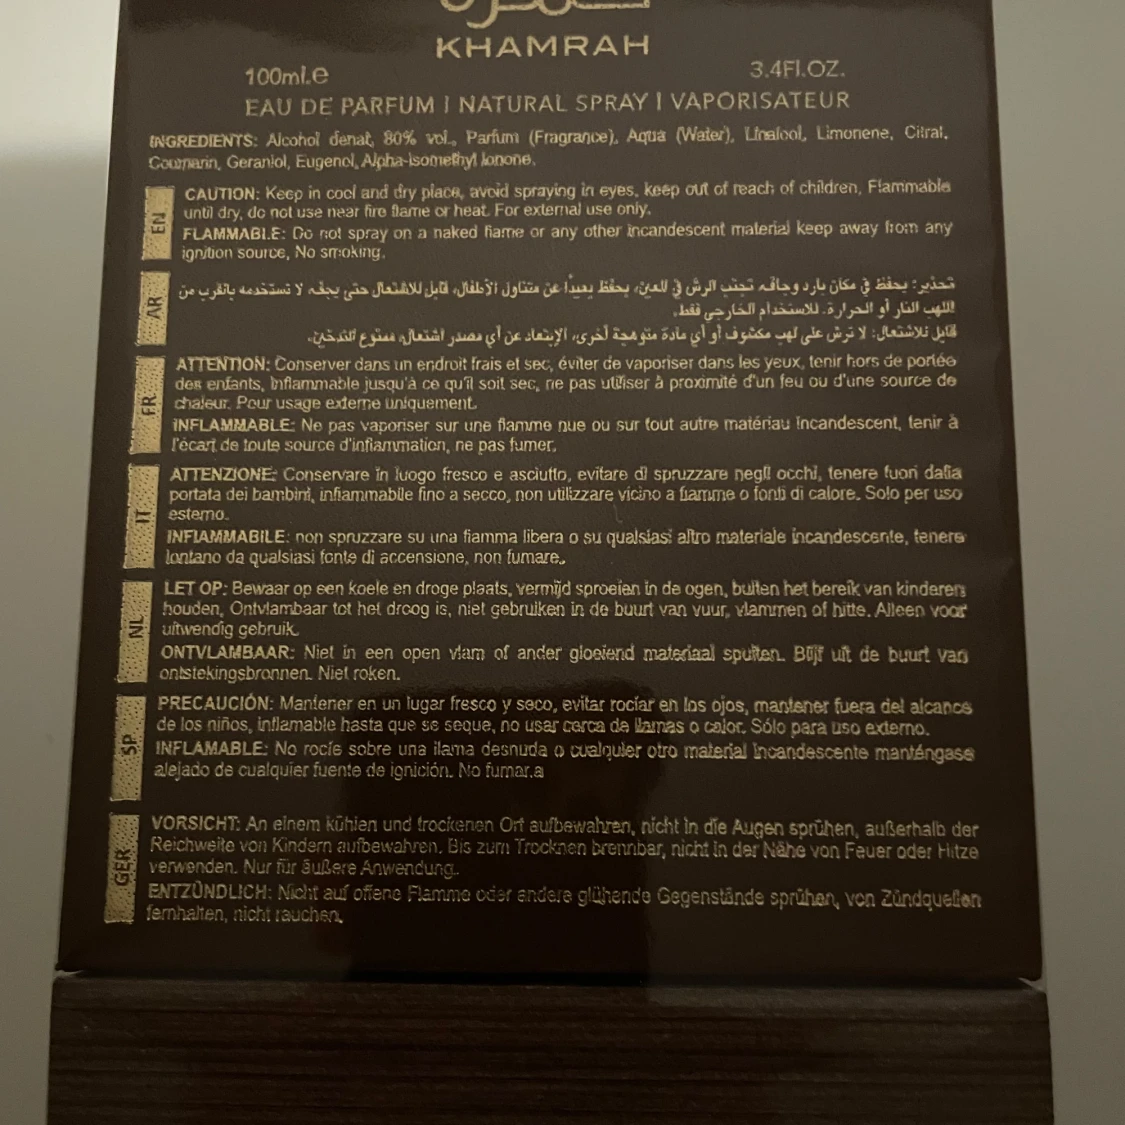 KHAMRAH
100ml.e 3.4Fl.OZ.
EAU DE PARFUM | NATURAL SPRAY | VAPORISATEUR
INGREDIENTS: Alcohol denat, 80% vol., Parfum (Fragrance), Aqua (Water), Linalool, Limonene, Citral,
Coumarin, Geraniol, Eugenol, Alpha-isomethyl Ionone.
EN
CAUTION: Keep in cool and dry place, avoid spraying in eyes, keep out of reach of children, Flammable
until dry, do not use near fire flame or heat. For external use only.
FLAMMABLE: Do not spray on a naked flame or any other incandescent material keep away from any
ignition source, No smoking.
AR
تحذير: يحفظ في مكان بارد وجاف، تجنب الرش في العين، يحفظ بعيداً عن متناول الأطفال، قابل للاشتعال حتى يجف، لا تستخدمه بالقرب من
اللهب النار أو الحرارة. للاستخدام الخارجي فقط.
قابل للاشتعال: لا ترش على لهب مكشوف أو أي مادة متوهجة أخرى، الإبتعاد عن أي مصدر اشتعال، ممنوع التدخين.
FR
ATTENTION: Conserver dans un endroit frais et sec, éviter de vaporiser dans les yeux, tenir hors de portée
des enfants, Inflammable jusqu'à ce qu'il soit sec, ne pas utiliser à proximité d'un feu ou d'une source de
chaleur. Pour usage externe uniquement.
INFLAMMABLE: Ne pas vaporiser sur une flamme nue ou sur tout autre matériau Incandescent, tenir à
l'écart de toute source d'inflammation, ne pas fumer.
IT
ATTENZIONE: Conservare in luogo fresco e asciutto, evitare di spruzzare negli occhi, tenere fuori dalla
portata dei bambini, infiammabile fino a secco, non utilizzare vicino a fiamme o fonti di calore. Solo per uso
esterno.
INFIAMMABILE: non spruzzare su una fiamma libera o su qualsiasi altro materiale incandescente, tenere
lontano da qualsiasi fonte di accensione, non fumare.
NL
LET OP: Bewaar op een koele en droge plaats, vermijd sproeien in de ogen, buiten het bereik van kinderen
houden, Ontvlambaar tot het droog is, niet gebruiken in de buurt van vuur, vlammen of hitte. Alleen voor
uitwendig gebruik.
ONTVLAMBAAR: Niet in een open vlam of ander gloeiend materiaal spuiten. Blijf uit de buurt van
ontstekingsbronnen. Niet roken.
SP
PRECAUCIÓN: Mantener en un lugar fresco y seco, evitar rociar en los ojos, mantener fuera del alcance
de los niños, inflamable hasta que se seque, no usar cerca de llamas o calor. Sólo para uso externo.
INFLAMABLE: No rocíe sobre una llama desnuda o cualquier otro material Incandescente manténgase
alejado de cualquier fuente de ignición. No fumar.a
GER
VORSICHT: An einem kühlen und trockenen Ort aufbewahren, nicht in die Augen sprühen, außerhalb der
Reichweite von Kindern aufbewahren. Bis zum Trocknen brennbar, nicht in der Nähe von Feuer oder Hitze
verwenden. Nur für äußere Anwendung.
ENTZÜNDLICH: Nicht auf offene Flamme oder andere glühende Gegenstände sprühen, von Zündquellen
fernhalten, nicht rauchen.